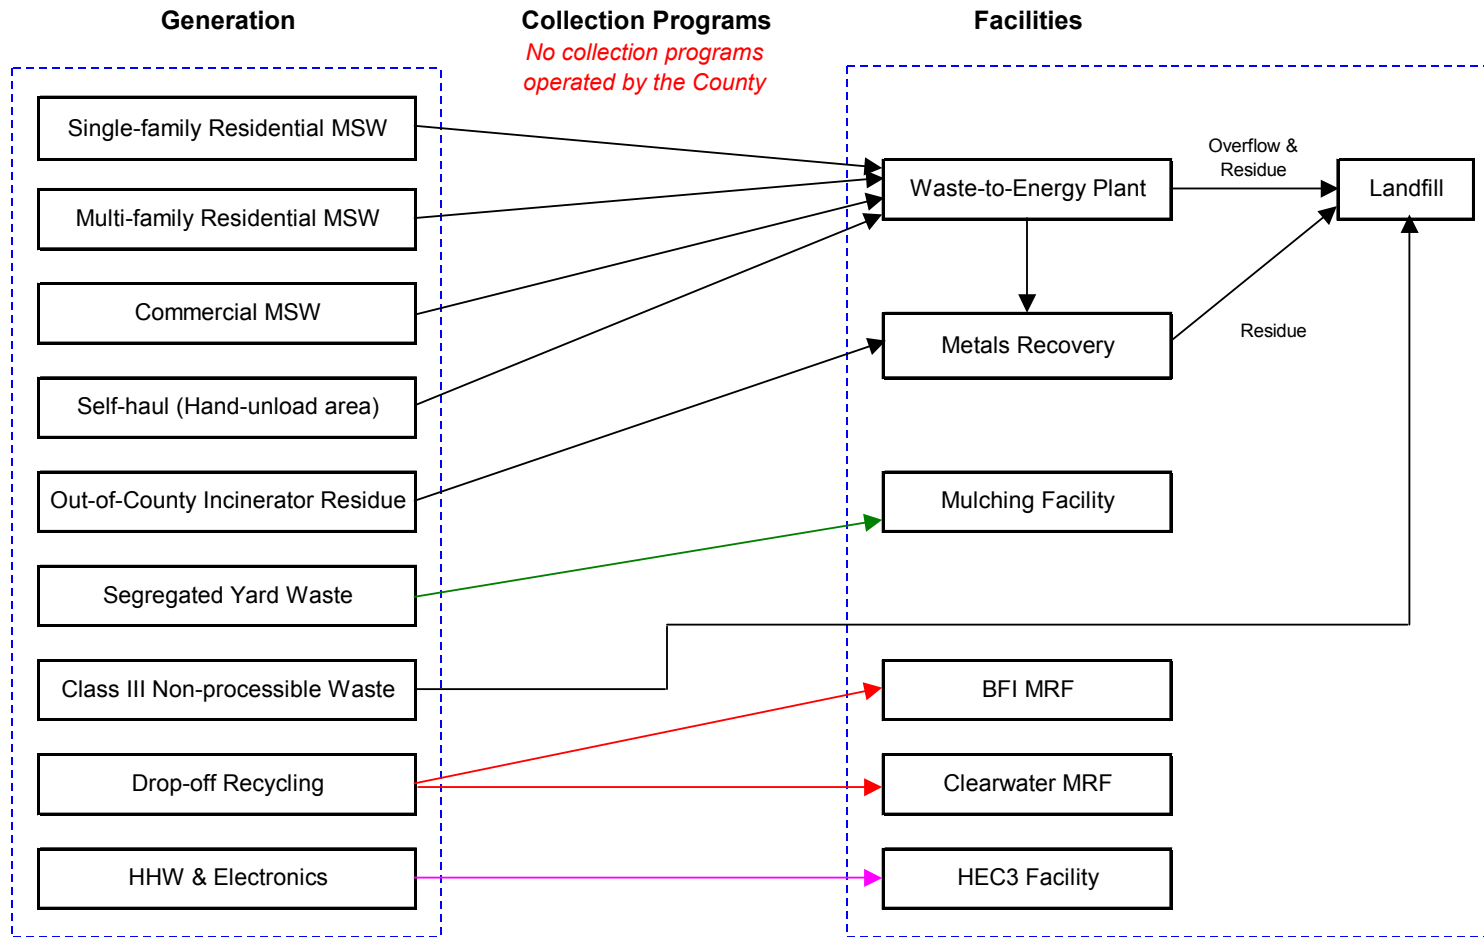 Generation
Collection Programs
Facilities
No collection programs
operated by the County
Single-family Residential MSW
Multi-family Residential MSW
Commercial MSW
Self-haul (Hand-unload area)
Out-of-County Incinerator Residue
Segregated Yard Waste
Class III Non-processible Waste
Drop-off Recycling
HHW & Electronics
Waste-to-Energy Plant
Overflow &
Residue
Landfill
Metals Recovery
Residue
Mulching Facility
BFI MRF
Clearwater MRF
HEC3 Facility